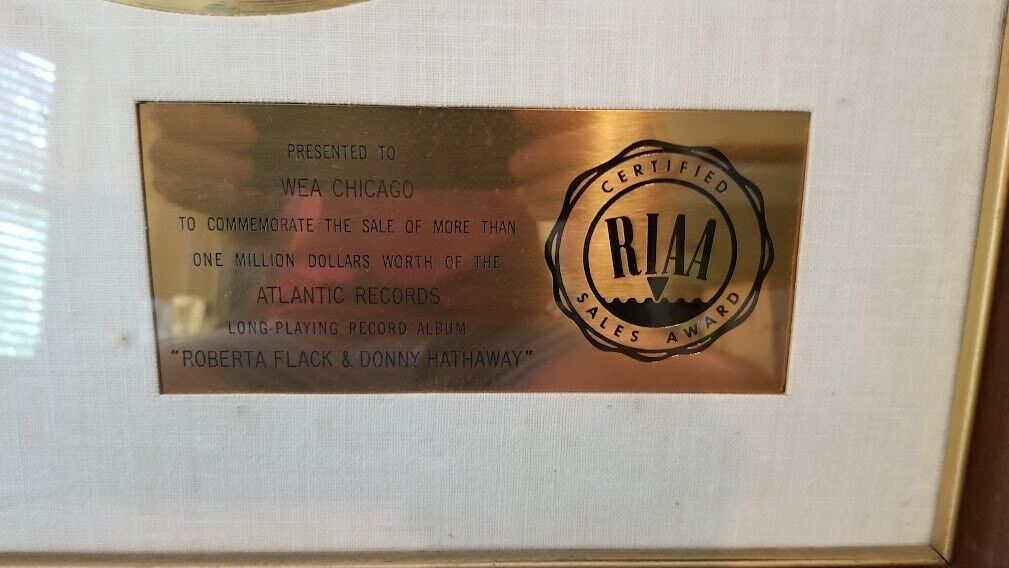 PRESENTED TO
WEA CHICAGO
TO COMMEMORATE THE SALE OF MORE THAN
ONE MILLION DOLLARS WORTH OF THE
ATLANTIC RECORDS
LONG-PLAYING RECORD ALBUM
"ROBERTA FLACK & DONNY HATHAWAY"
CERTIFIED
RIAA
SALES AWARD